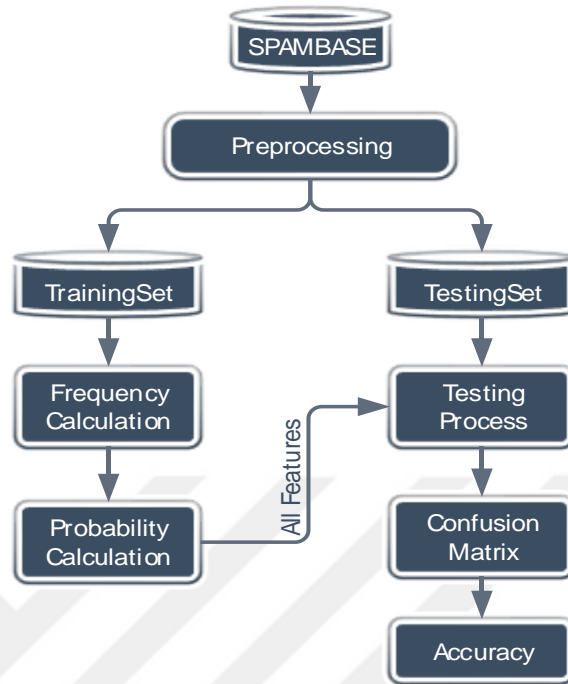 SPAMBASE
Preprocessing
TrainingSet
TestingSet
Frequency
Calculation
Testing
Process
All Features
Probability
Calculation
Confusion
Matrix
Accuracy